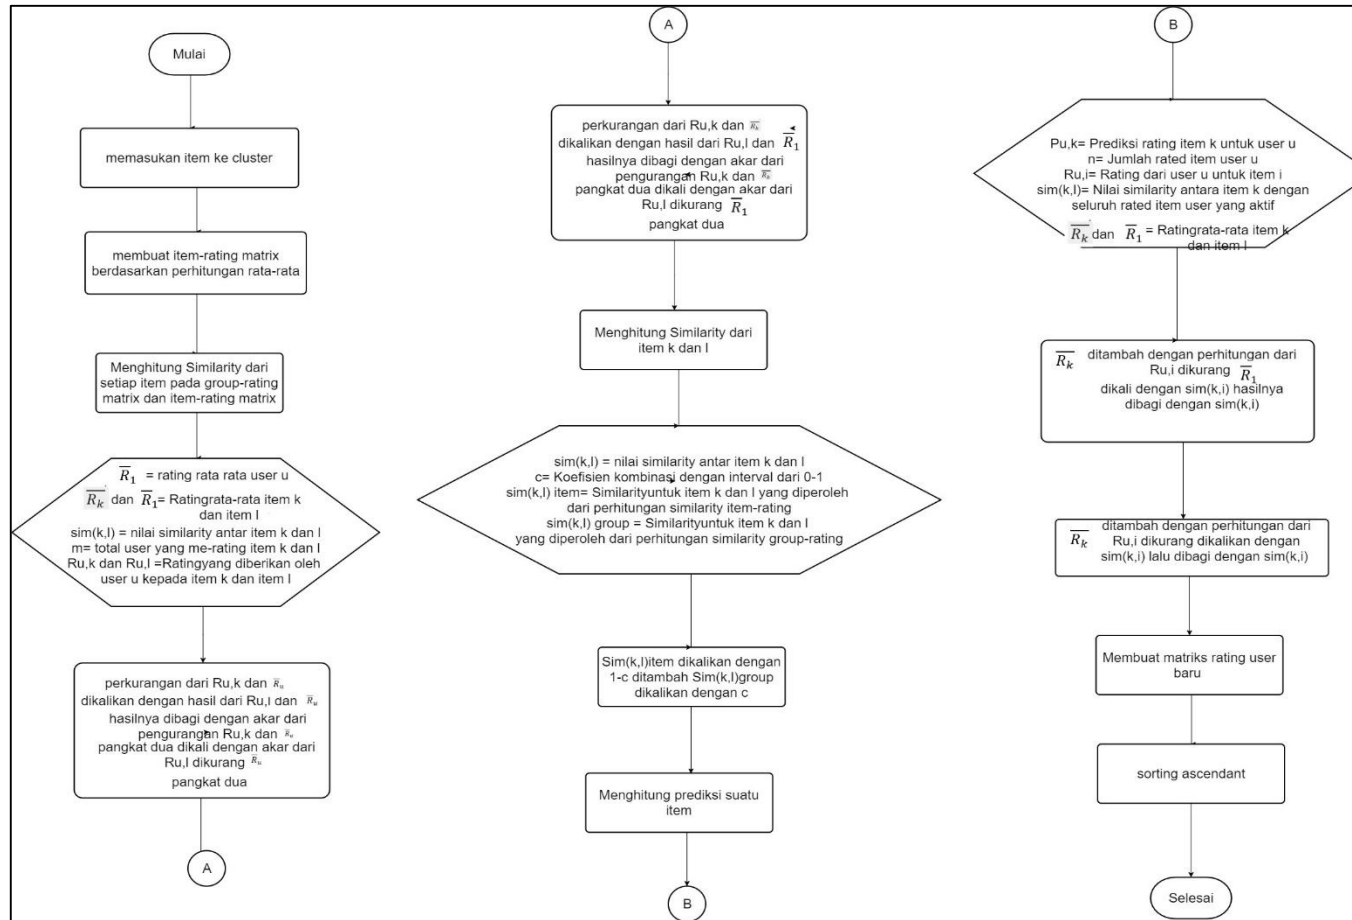 Mulai
memasukan item ke cluster
membuat item-rating matrix
berdasarkan perhitungan rata-rata
Menghitung Similarity dari
setiap item pada group-rating
matrix dan item-rating matrix
R̅₁ = rating rata rata user u
R̅ₖ dan R̅₁= Ratingrata-rata item k
dan item l
sim(k,l) = nilai similarity antar item k dan l
m= total user yang me-rating item k dan l
Ru,k dan Ru,l =Ratingyang diberikan oleh
user u kepada item k dan item l
perkurangan dari Ru,k dan R̅ᵤ
dikalikan dengan hasil dari Ru,l dan R̅ᵤ
hasilnya dibagi dengan akar dari
pengurangan Ru,k dan R̅ᵤ
pangkat dua dikali dengan akar dari
Ru,l dikurang R̅ᵤ
pangkat dua
A
A
perkurangan dari Ru,k dan R̅ₖ
dikalikan dengan hasil dari Ru,l dan R̅₁
hasilnya dibagi dengan akar dari
pengurangan Ru,k dan R̅ₖ
pangkat dua dikali dengan akar dari
Ru,l dikurang R̅₁
pangkat dua
Menghitung Similarity dari
item k dan l
sim(k,l) = nilai similarity antar item k dan l
c= Koefisien kombinasi dengan interval dari 0-1
sim(k,l) item= Similarityuntuk item k dan l yang diperoleh
dari perhitungan similarity item-rating
sim(k,l) group = Similarityuntuk item k dan l
yang diperoleh dari perhitungan similarity group-rating
Sim(k,l)item dikalikan dengan
1-c ditambah Sim(k,l)group
dikalikan dengan c
Menghitung prediksi suatu
item
B
B
Pu,k= Prediksi rating item k untuk user u
n= Jumlah rated item user u
Ru,i= Rating dari user u untuk item i
sim(k,l)= Nilai similarity antara item k dengan
seluruh rated item user yang aktif
R̅ₖ dan R̅₁ = Ratingrata-rata item k
dan item l
R̅ₖ ditambah dengan perhitungan dari
Ru,i dikurang R̅₁
dikali dengan sim(k,i) hasilnya
dibagi dengan sim(k,i)
R̅ₖ ditambah dengan perhitungan dari
Ru,i dikurang dikalikan dengan
sim(k,i) lalu dibagi dengan sim(k,i)
Membuat matriks rating user
baru
sorting ascendant
Selesai